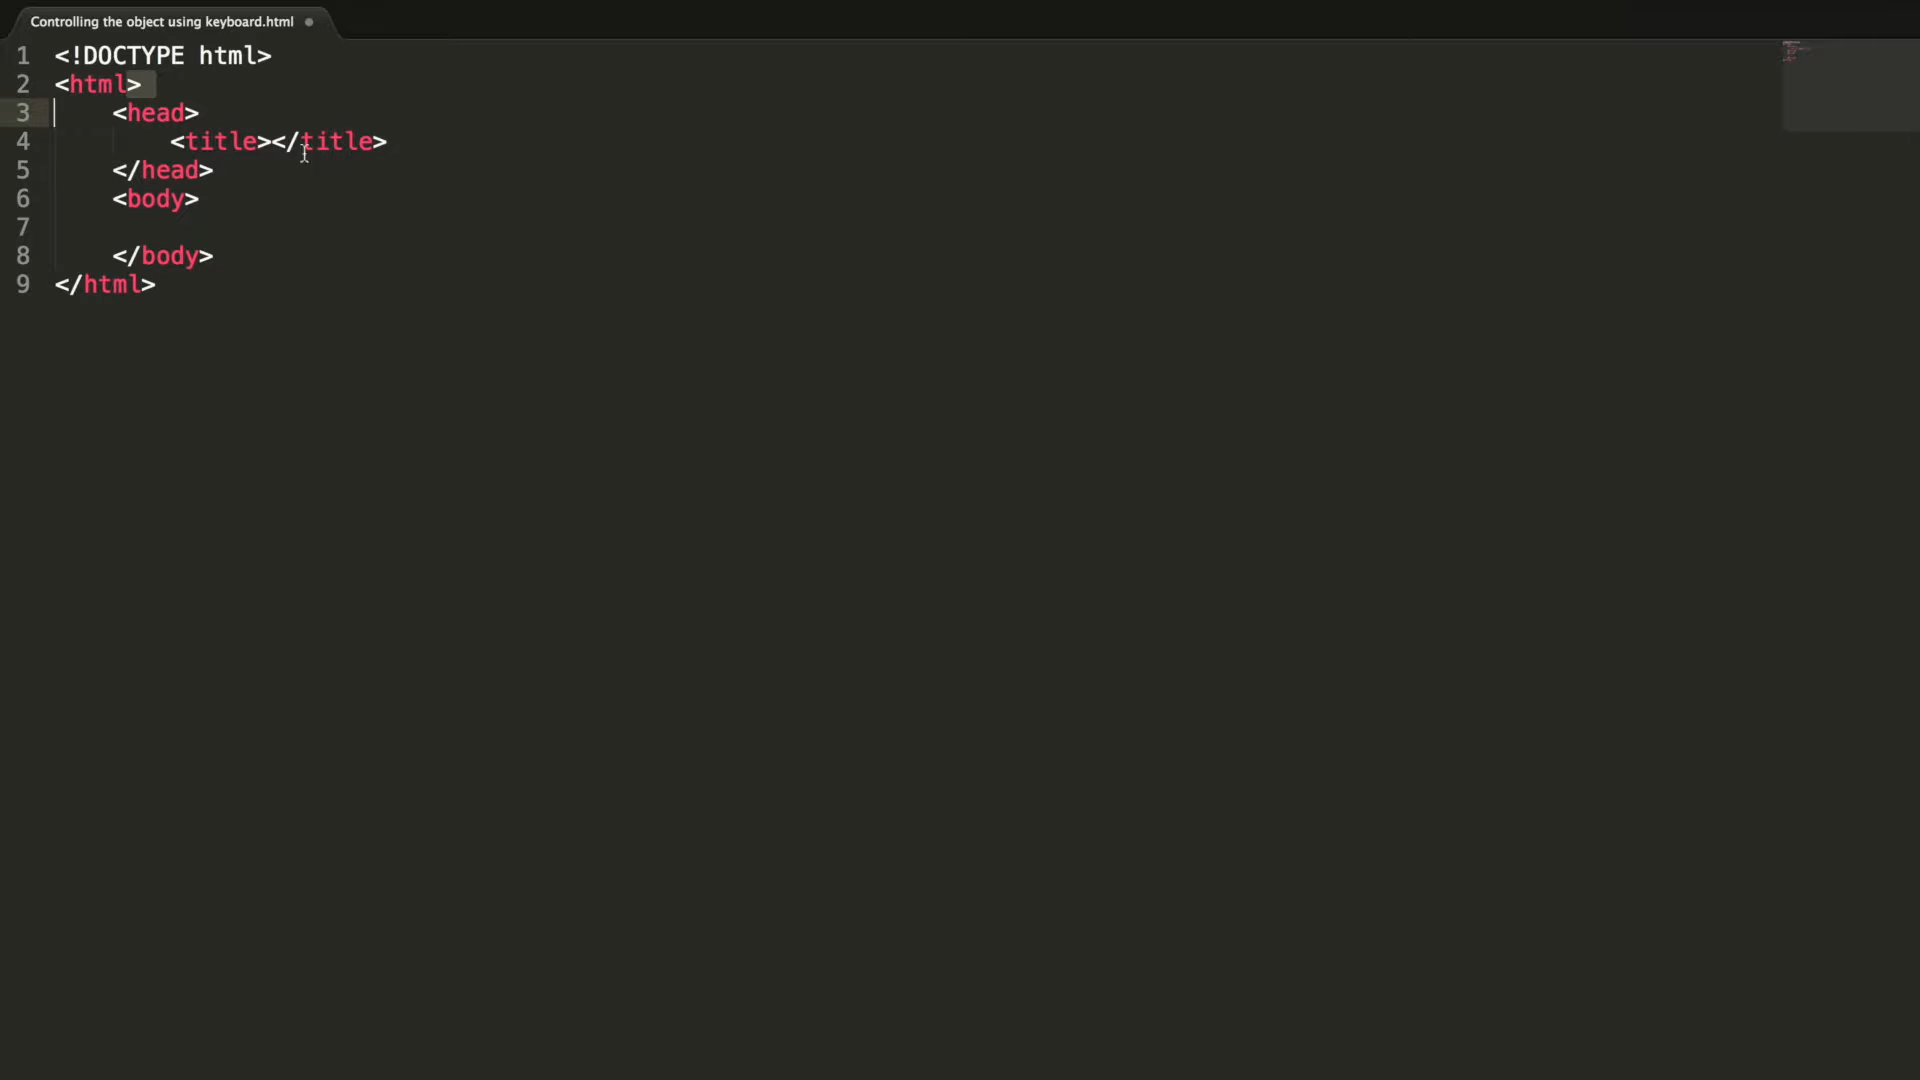 Controlling the object using keyboard.html
1 <!DOCTYPE html>
2 <html>
3     <head>
4         <title></title>
5     </head>
6     <body>
7
8     </body>
9 </html>